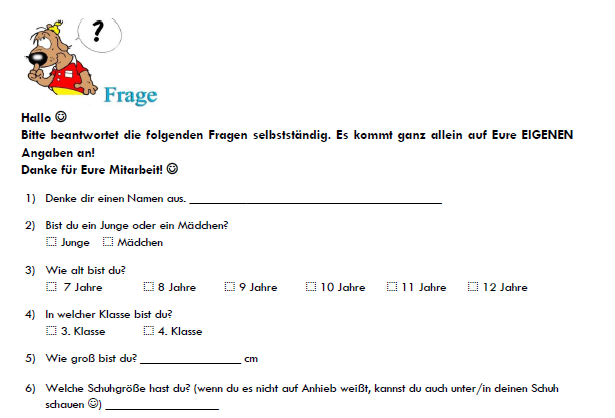 ?
Frage
Hallo ☺
Bitte beantwortet die folgenden Fragen selbstständig. Es kommt ganz allein auf Eure EIGENEN
Angaben an!
Danke für Eure Mitarbeit! ☺
1) Denke dir einen Namen aus. ________________________________________
2) Bist du ein Junge oder ein Mädchen?
☐ Junge ☐ Mädchen
3) Wie alt bist du?
☐ 7 Jahre ☐ 8 Jahre ☐ 9 Jahre ☐ 10 Jahre ☐ 11 Jahre ☐ 12 Jahre
4) In welcher Klasse bist du?
☐ 3. Klasse ☐ 4. Klasse
5) Wie groß bist du? ________________ cm
6) Welche Schuhgröße hast du? (wenn du es nicht auf Anhieb weißt, kannst du auch unter/in deinen Schuh
schauen ☺) __________________